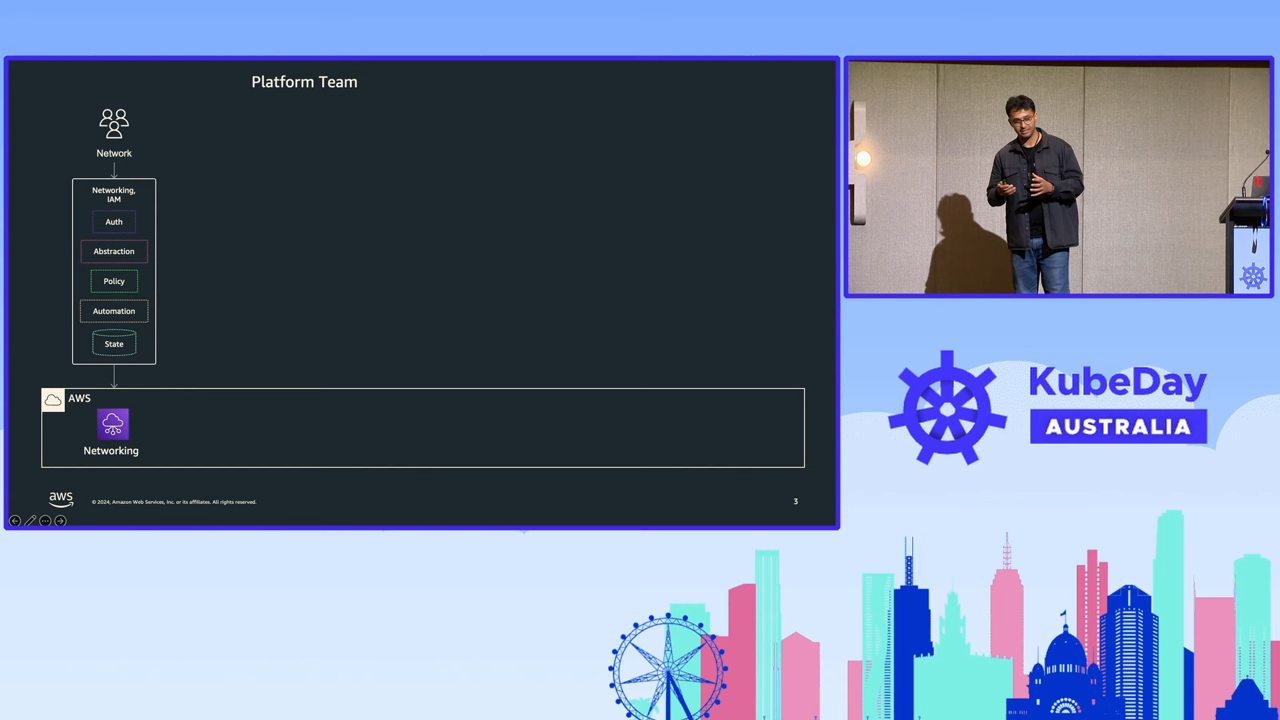 Platform Team
Network
Networking,
IAM
Auth
Abstraction
Policy
Automation
State
AWS
Networking
aws
© 2024, Amazon Web Services, Inc. or its affiliates. All rights reserved.
3
KubeDay
AUSTRALIA